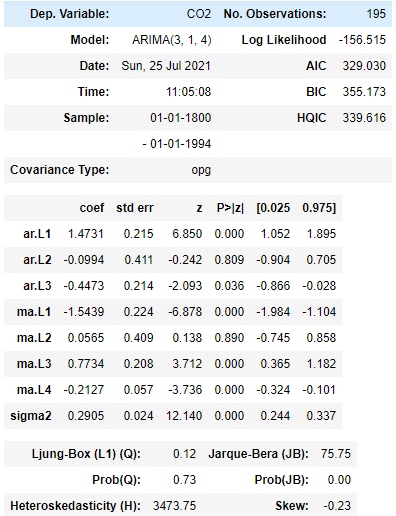 Dep. Variable: CO2 No. Observations: 195
Model: ARIMA(3, 1, 4) Log Likelihood -156.515
Date: Sun, 25 Jul 2021 AIC 329.030
Time: 11:05:08 BIC 355.173
Sample: 01-01-1800 HQIC 339.616
- 01-01-1994
Covariance Type: opg
coef std err z P>|z| [0.025 0.975]
ar.L1 1.4731 0.215 6.850 0.000 1.052 1.895
ar.L2 -0.0994 0.411 -0.242 0.809 -0.904 0.705
ar.L3 -0.4473 0.214 -2.093 0.036 -0.866 -0.028
ma.L1 -1.5439 0.224 -6.878 0.000 -1.984 -1.104
ma.L2 0.0565 0.409 0.138 0.890 -0.745 0.858
ma.L3 0.7734 0.208 3.712 0.000 0.365 1.182
ma.L4 -0.2127 0.057 -3.736 0.000 -0.324 -0.101
sigma2 0.2905 0.024 12.140 0.000 0.244 0.337
Ljung-Box (L1) (Q): 0.12 Jarque-Bera (JB): 75.75
Prob(Q): 0.73 Prob(JB): 0.00
Heteroskedasticity (H): 3473.75 Skew: -0.23